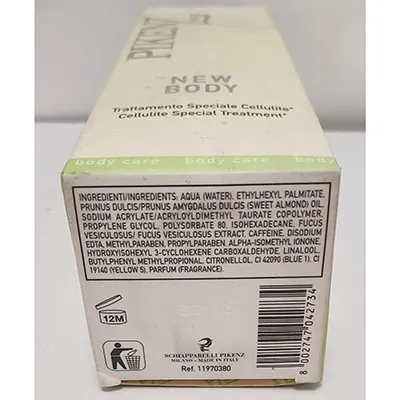 PIKENZ
NEW
BODY
Trattamento Speciale Cellulite*
Cellulite Special Treatment*
body care body care body care
INGREDIENTI/INGREDIENTS: AQUA (WATER), ETHYLHEXYL PALMITATE,
PRUNUS DULCIS/PRUNUS AMYGDALUS DULCIS (SWEET ALMOND) OIL,
SODIUM ACRYLATE/ACRYLOYLDIMETHYL TAURATE COPOLYMER,
PROPYLENE GLYCOL, POLYSORBATE 80, ISOHEXADECANE, FUCUS
VESICULOSUS/ FUCUS VESICULOSUS EXTRACT, CAFFEINE, DISODIUM
EDTA, METHYLPARABEN, PROPYLPARABEN, ALPHA-ISOMETHYL IONONE,
HYDROXYISOHEXYL 3-CYCLOHEXENE CARBOXALDEHYDE, LINALOOL,
BUTYLPHENYL METHYLPROPIONAL, CITRONELLOL, CI 42090 (BLUE 1), CI
19140 (YELLOW 5), PARFUM (FRAGRANCE).
12M
SCHIAPPARELLI PIKENZ
MILANO - MADE IN ITALY
Ref. 11970380
8 002747 042734